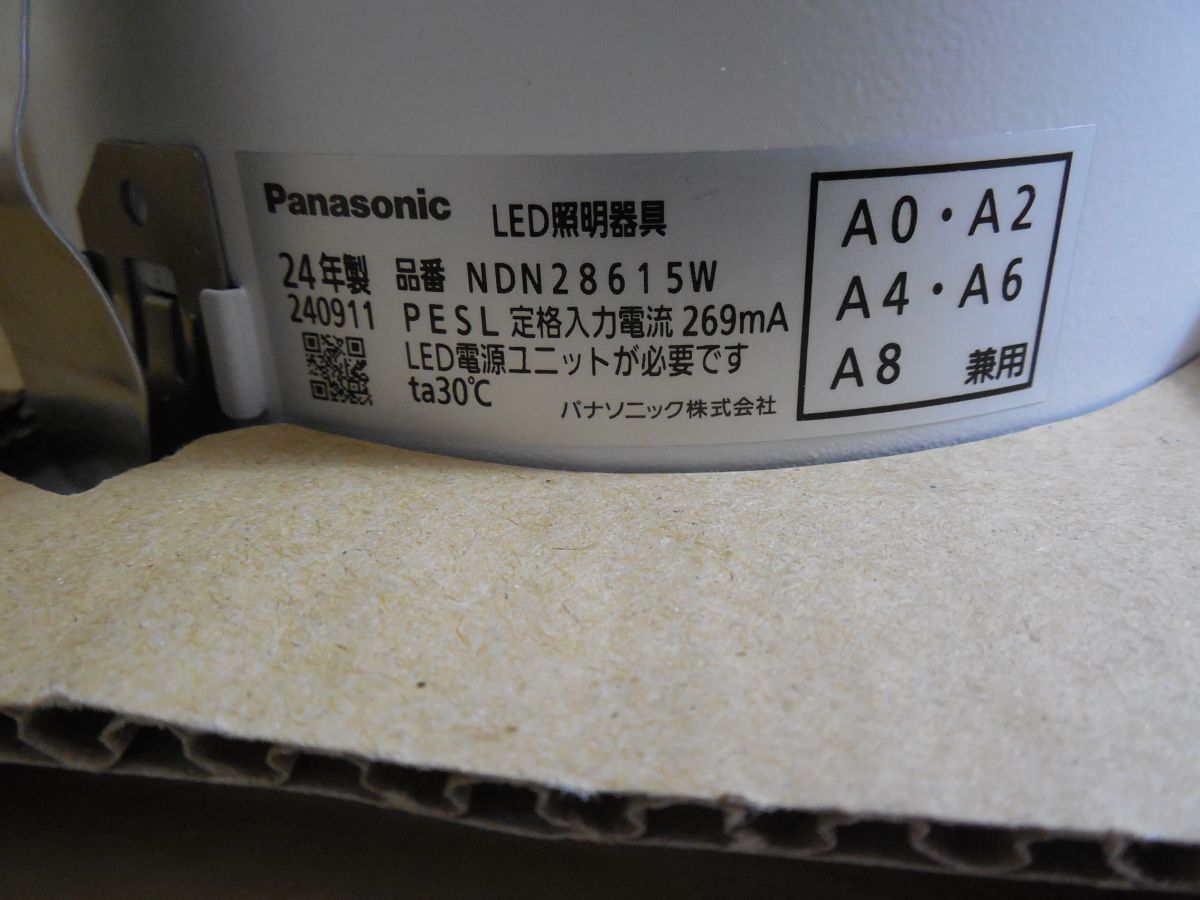 Panasonic LED照明器具
24年製 品番 NDN28615W
240911 PESL 定格入力電流 269mA
LED電源ユニットが必要です
ta30℃ パナソニック株式会社
A0・A2
A4・A6
A8 兼用